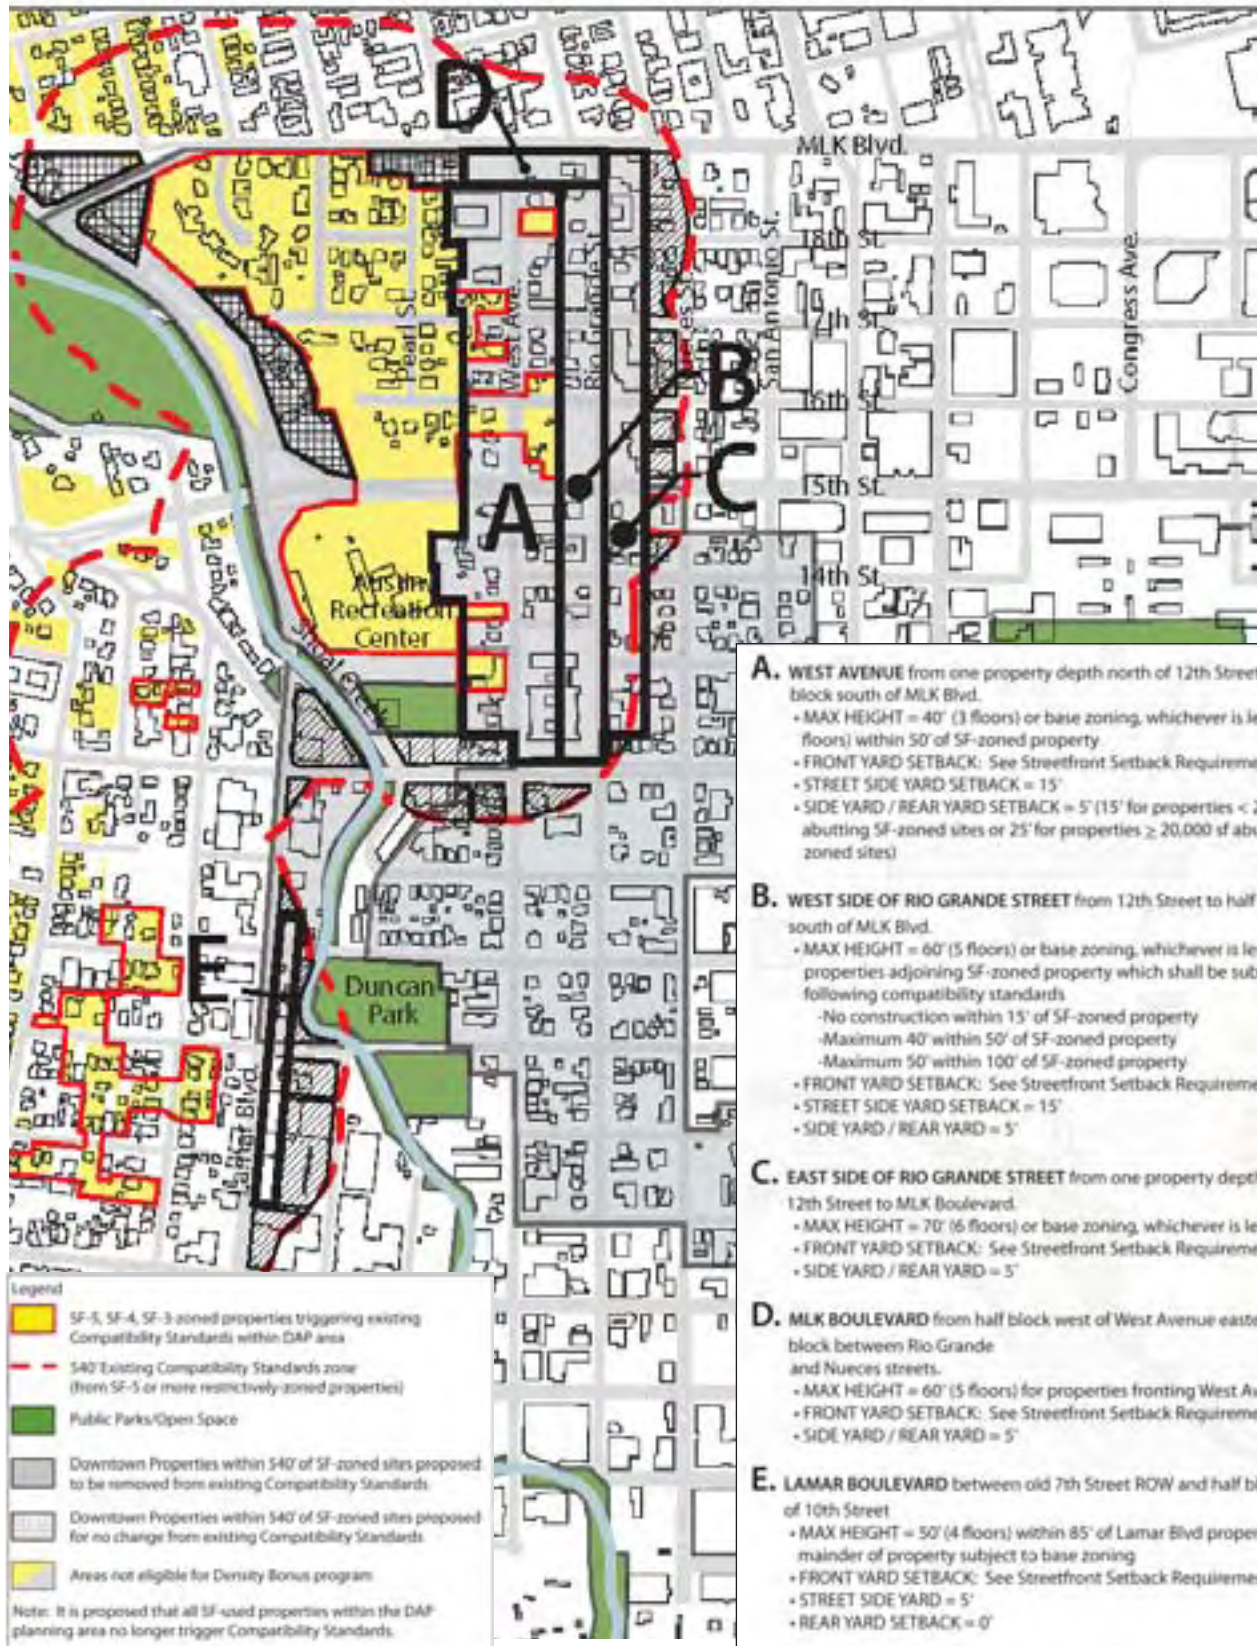 D
MLK Blvd.
18th St.
17th St.
16th St.
15th St.
14th St.
San Antonio St.
Congress Ave.
Pearl St.
West Ave.
Rio Grande St.
B
C
A
Austin
Recreation
Center
Shoal Creek
E
Duncan
Park
Lamar Blvd.
A. WEST AVENUE from one property depth north of 12th Street
block south of MLK Blvd.
• MAX HEIGHT = 40' (3 floors) or base zoning, whichever is le
floors) within 50' of SF-zoned property
• FRONT YARD SETBACK: See Streetfront Setback Requireme
• STREET SIDE YARD SETBACK = 15'
• SIDE YARD / REAR YARD SETBACK = 5' (15' for properties < 2
abutting SF-zoned sites or 25' for properties ≥ 20,000 sf abu
zoned sites)
B. WEST SIDE OF RIO GRANDE STREET from 12th Street to half
south of MLK Blvd.
• MAX HEIGHT = 60' (5 floors) or base zoning, whichever is le
properties adjoining SF-zoned property which shall be sub
following compatibility standards
-No construction within 15' of SF-zoned property
-Maximum 40' within 50' of SF-zoned property
-Maximum 50' within 100' of SF-zoned property
• FRONT YARD SETBACK: See Streetfront Setback Requireme
• STREET SIDE YARD SETBACK = 15'
• SIDE YARD / REAR YARD = 5'
C. EAST SIDE OF RIO GRANDE STREET from one property depth
12th Street to MLK Boulevard.
• MAX HEIGHT = 70' (6 floors) or base zoning, whichever is le
• FRONT YARD SETBACK: See Streetfront Setback Requireme
• SIDE YARD / REAR YARD = 5'
D. MLK BOULEVARD from half block west of West Avenue easte
block between Rio Grande
and Nueces streets.
• MAX HEIGHT = 60' (5 floors) for properties fronting West Av
• FRONT YARD SETBACK: See Streetfront Setback Requireme
• SIDE YARD / REAR YARD = 5'
E. LAMAR BOULEVARD between old 7th Street ROW and half bl
of 10th Street
• MAX HEIGHT = 50' (4 floors) within 85' of Lamar Blvd proper
mainder of property subject to base zoning
• FRONT YARD SETBACK: See Streetfront Setback Requireme
• STREET SIDE YARD = 5'
• REAR YARD SETBACK = 0'
Legend
SF-5, SF-4, SF-3-zoned properties triggering existing
Compatibility Standards within DAP area
540' Existing Compatibility Standards zone
(from SF-5 or more restrictively-zoned properties)
Public Parks/Open Space
Downtown Properties within 540' of SF-zoned sites proposed
to be removed from existing Compatibility Standards
Downtown Properties within 540' of SF-zoned sites proposed
for no change from existing Compatibility Standards
Areas not eligible for Density Bonus program
Note: It is proposed that all SF-used properties within the DAP
planning area no longer trigger Compatibility Standards.